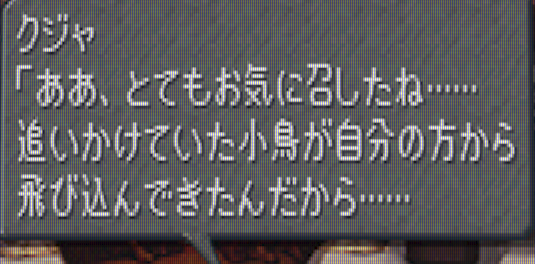 クジャ
「ああ、とてもお気に召したね……
追いかけていた小鳥が自分の方から
飛び込んできたんだから……